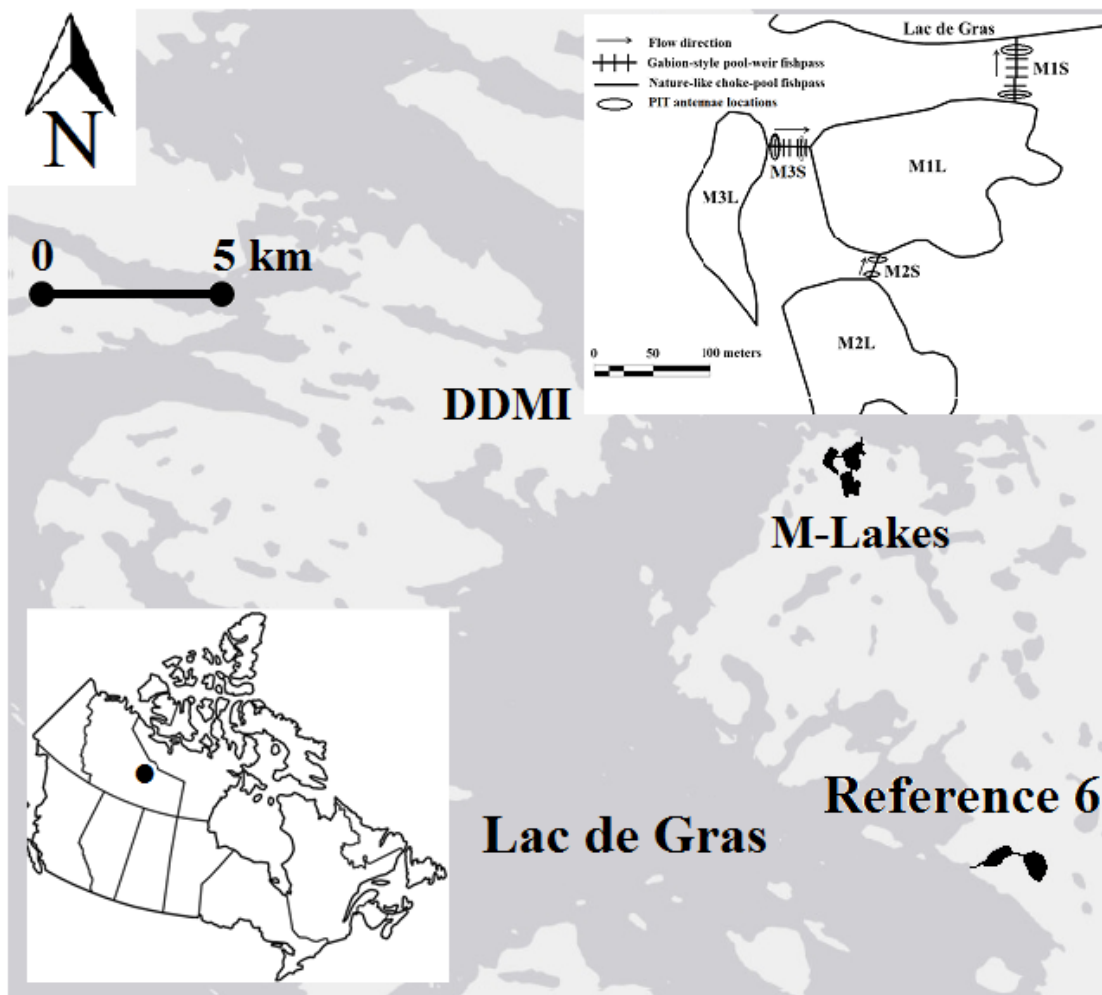 N
0 5 km
Flow direction
Gabion-style pool-weir fishpass
Nature-like choke-pool fishpass
PIT antennae locations
Lac de Gras
M1S
M3S
M1L
M3L
M2S
M2L
0 50 100 meters
DDMI
M-Lakes
Reference 6
Lac de Gras